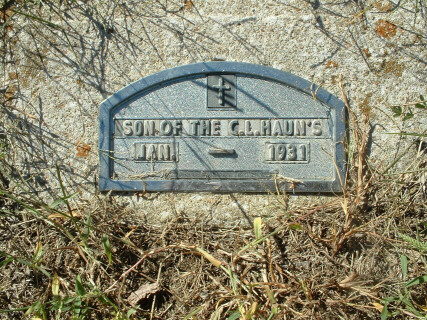 SON OF THE C.L. HAUN'S
JAN. – 1931